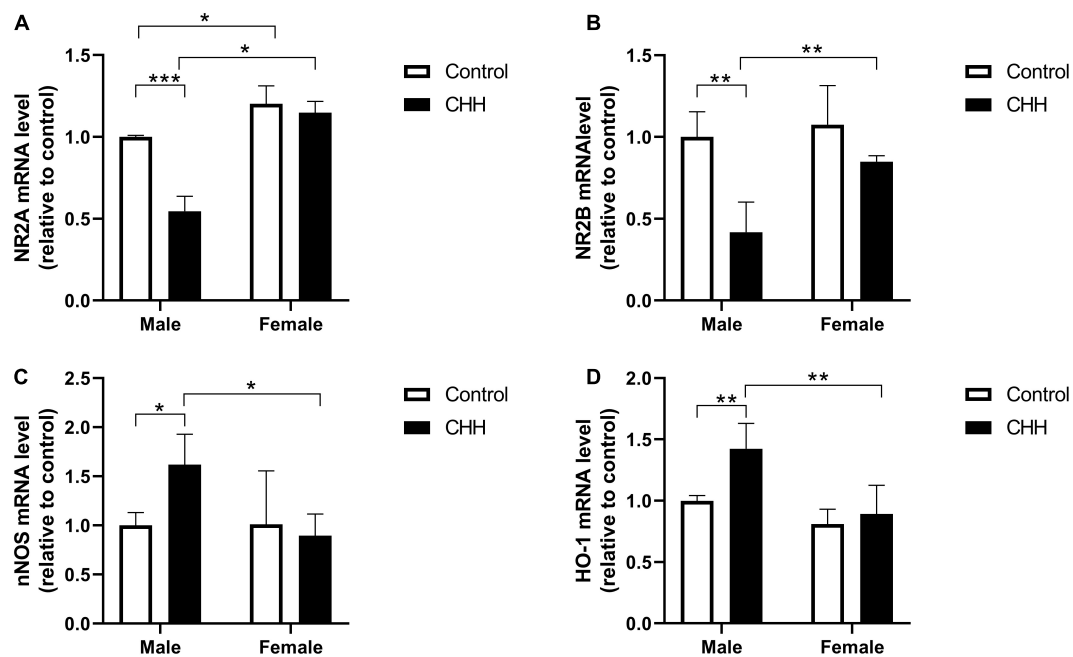 A
*
*
***
1.5
1.0
0.5
0.0
NR2A mRNA level
(relative to control)
Male
Female
Control
CHH
B
**
**
1.5
1.0
0.5
0.0
NR2B mRNAlevel
(relative to control)
Male
Female
Control
CHH
C
*
*
2.5
2.0
1.5
1.0
0.5
0.0
nNOS mRNA level
(relative to control)
Male
Female
Control
CHH
D
**
**
2.0
1.5
1.0
0.5
0.0
HO-1 mRNA level
(relative to control)
Male
Female
Control
CHH